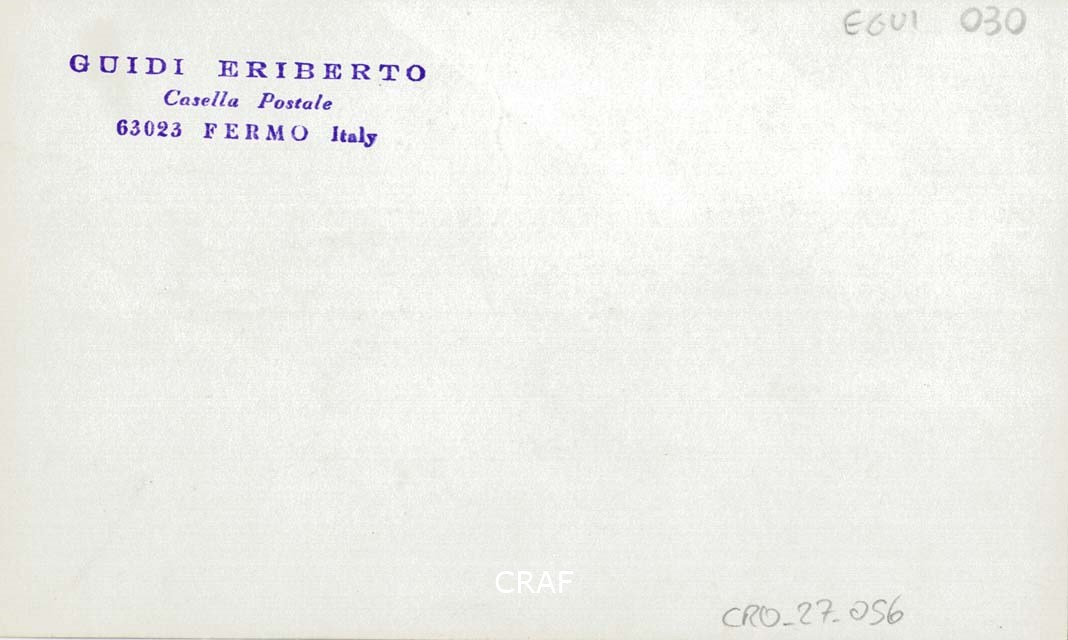 EGUI 030
GUIDI ERIBERTO
Casella Postale
63023 FERMO Italy
CRAF
CRO_27_056